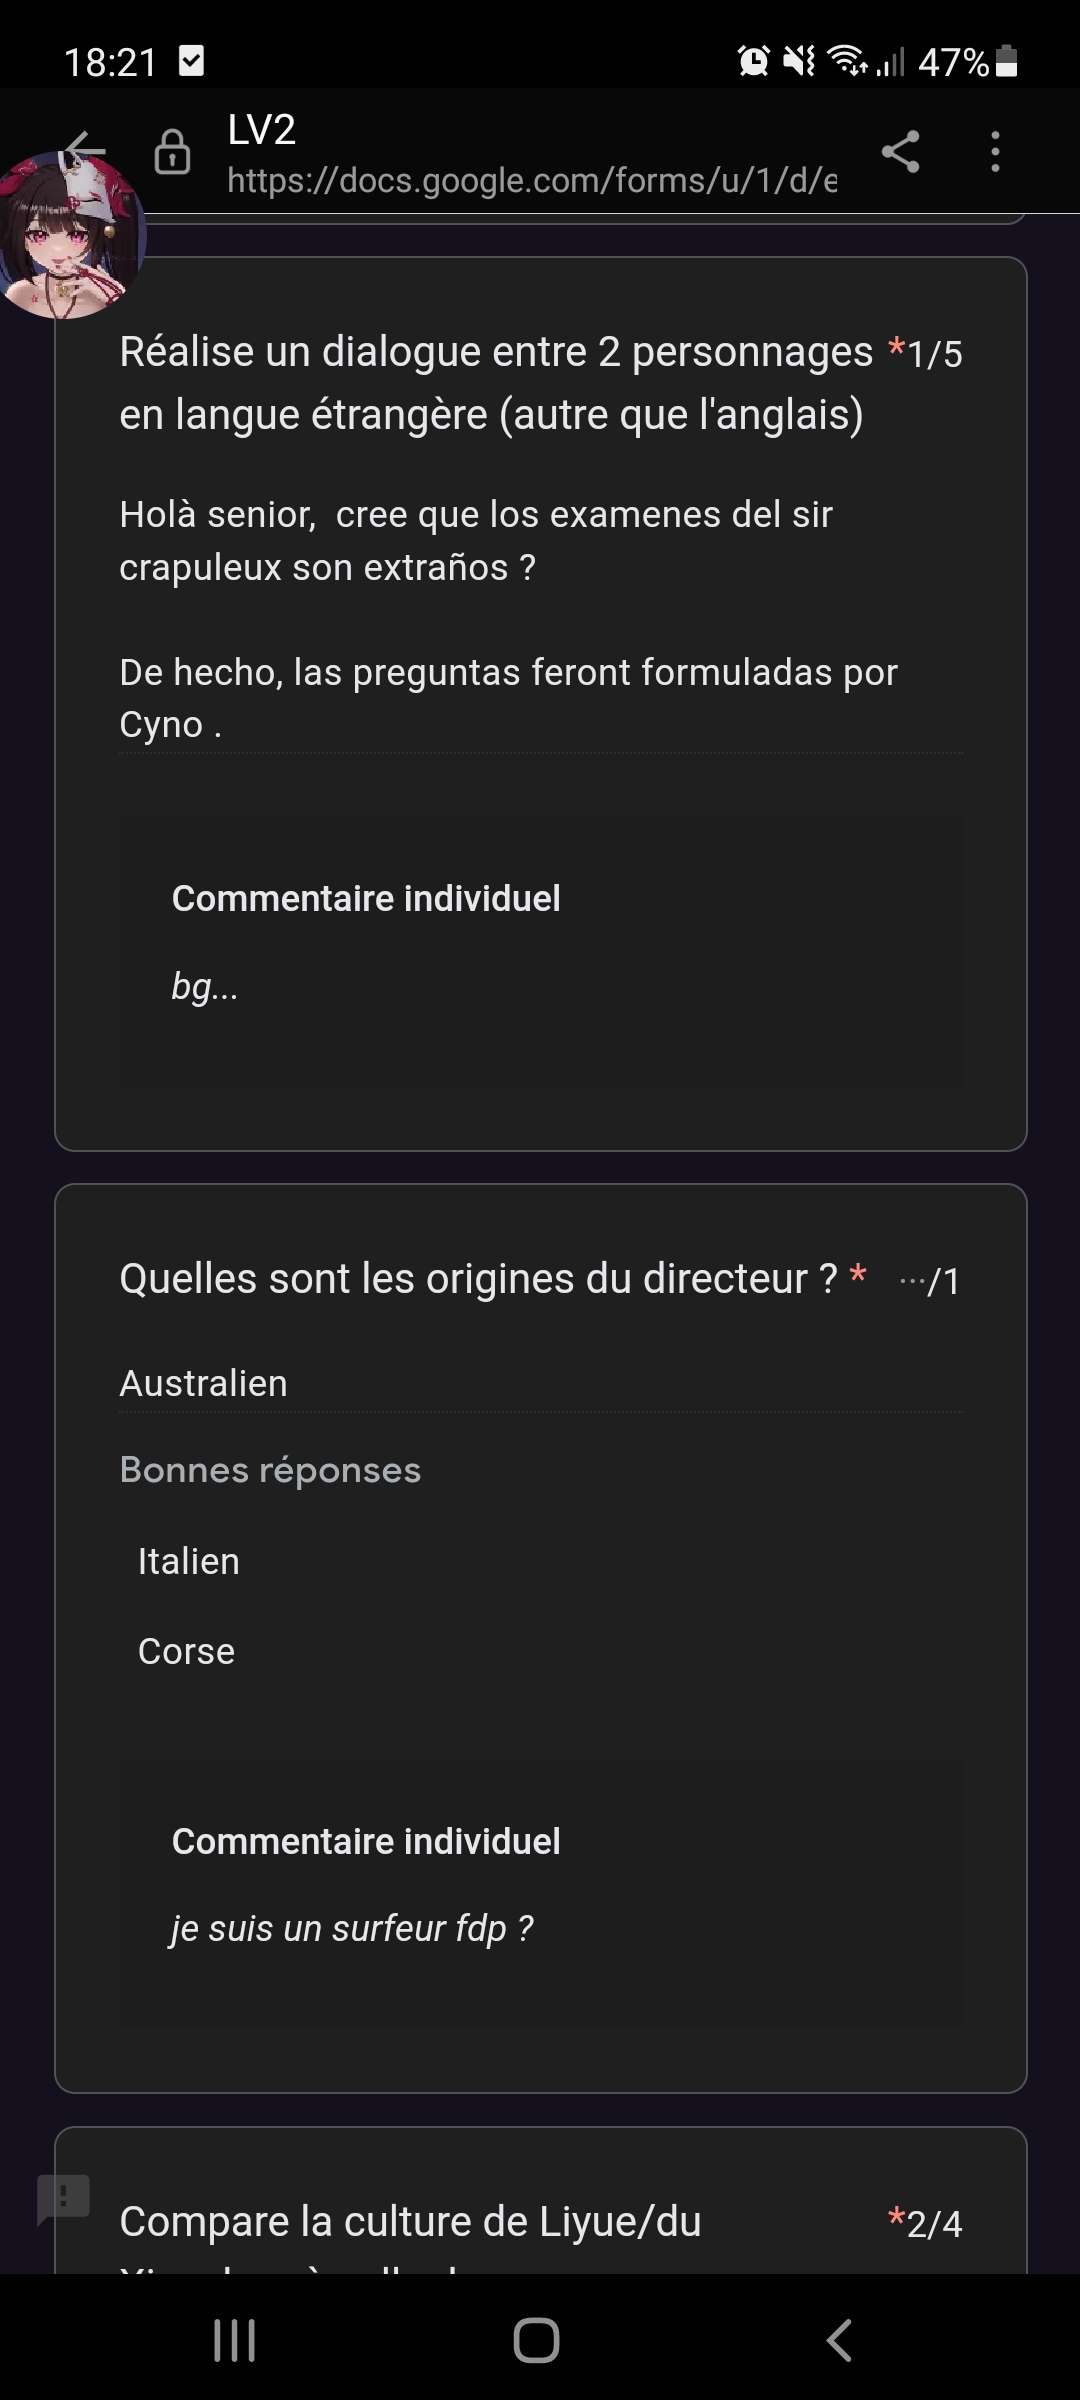 18:21
47%
LV2
https://docs.google.com/forms/u/1/d/e
Réalise un dialogue entre 2 personnages *1/5
en langue étrangère (autre que l'anglais)
Holà senior,  cree que los examenes del sir
crapuleux son extraños ?
De hecho, las preguntas feront formuladas por
Cyno .
Commentaire individuel
bg...
Quelles sont les origines du directeur ? * ···/1
Australien
Bonnes réponses
Italien
Corse
Commentaire individuel
je suis un surfeur fdp ?
Compare la culture de Liyue/du *2/4